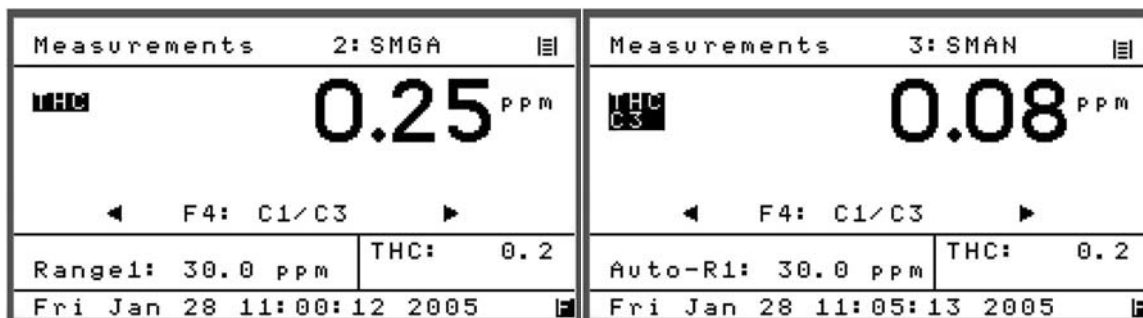 Measurements 2:SMGA
THC 0.25 ppm
F4: C1/C3
THC: 0.2
Range1: 30.0 ppm
Fri Jan 28 11:00:12 2005 F
Measurements 3:SMAN
THC 0.08 ppm
C3
F4: C1/C3
THC: 0.2
Auto-R1: 30.0 ppm
Fri Jan 28 11:05:13 2005